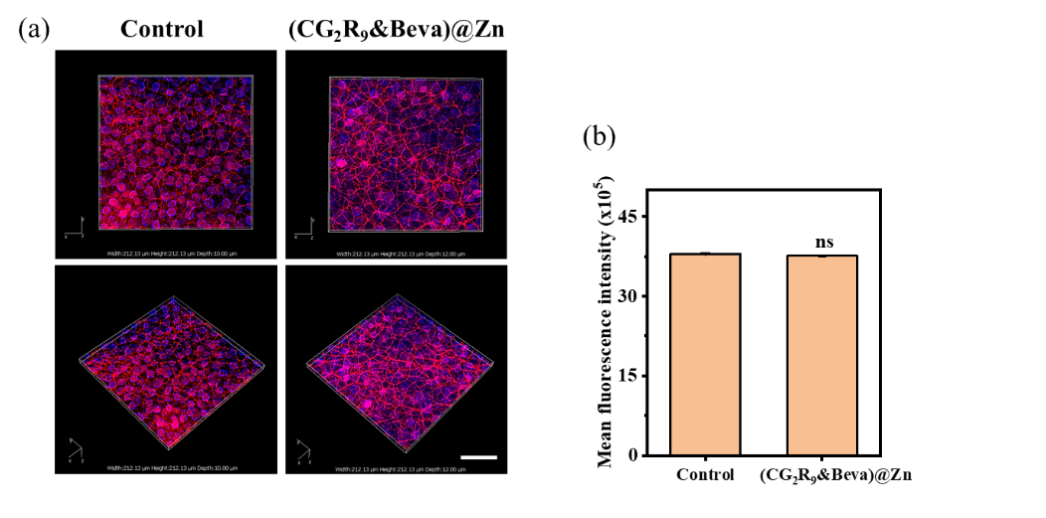 (a)
Control
(CG₂R₉&Beva)@Zn
Width:212.13 μm Height:212.13 μm Depth:10.00 μm
Width:212.13 μm Height:212.13 μm Depth:12.00 μm
Width:212.13 μm Height:212.13 μm Depth:10.00 μm
Width:212.13 μm Height:212.13 μm Depth:12.00 μm
(b)
Mean fluorescence intensity (x10⁵)
45
30
15
0
ns
Control
(CG₂R₉&Beva)@Zn